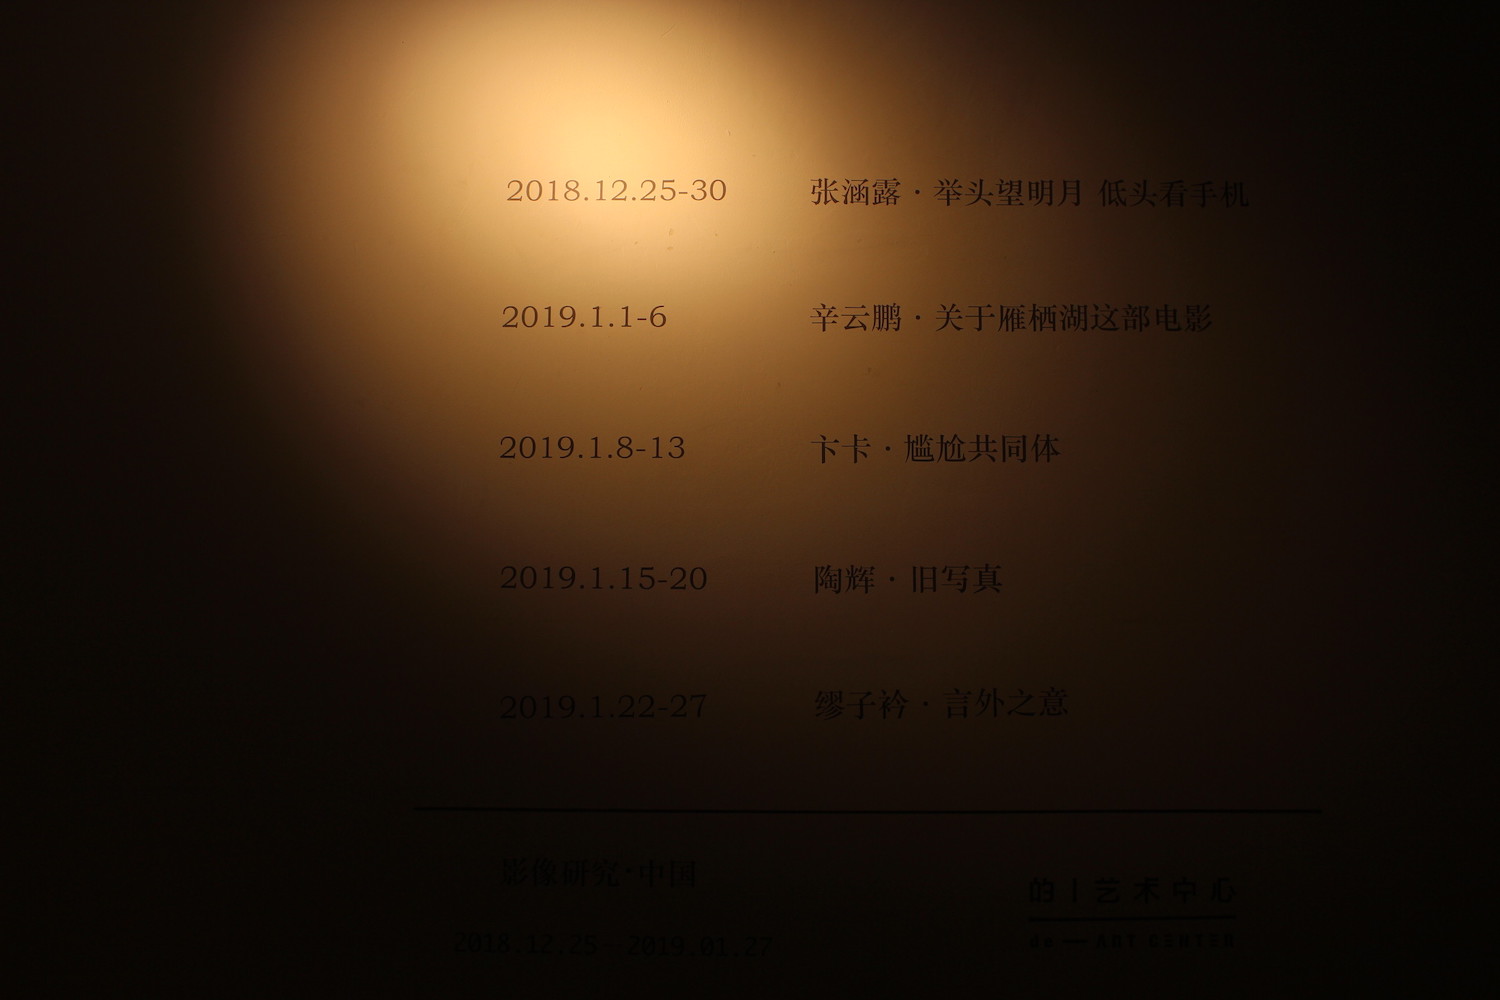 2018.12.25-30 张涵露 · 举头望明月 低头看手机
2019.1.1-6 辛云鹏 · 关于雁栖湖这部电影
2019.1.8-13 卞卡 · 尴尬共同体
2019.1.15-20 陶辉 · 旧写真
2019.1.22-27 缪子衿 · 言外之意
影像研究·中国
2018.12.25—2019.01.27
的 | 艺术中心
de — ART CENTER